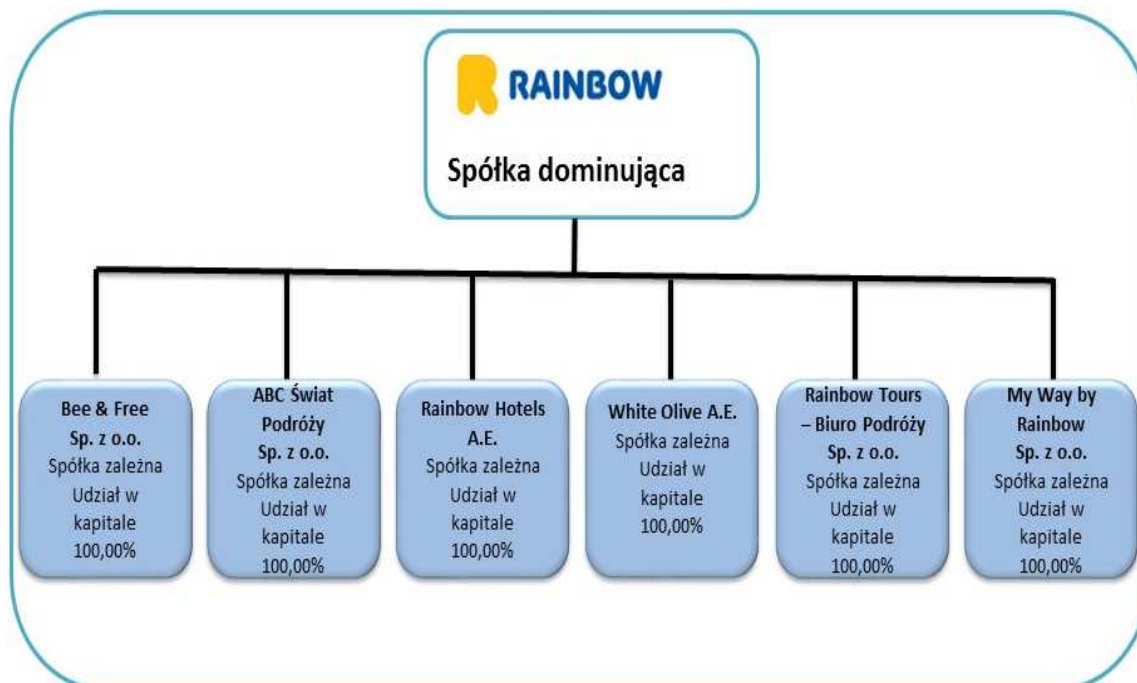 RAINBOW
Spółka dominująca
Bee & Free
Sp. z o.o.
Spółka zależna
Udział w
kapitale
100,00%
ABC Świat
Podróży
Sp. z o.o.
Spółka zależna
Udział w
kapitale
100,00%
Rainbow Hotels
A.E.
Spółka zależna
Udział w
kapitale
100,00%
White Olive A.E.
Spółka zależna
Udział w
kapitale
100,00%
Rainbow Tours
– Biuro Podróży
Sp. z o.o.
Spółka zależna
Udział w
kapitale
100,00%
My Way by
Rainbow
Sp. z o.o.
Spółka zależna
Udział w
kapitale
100,00%